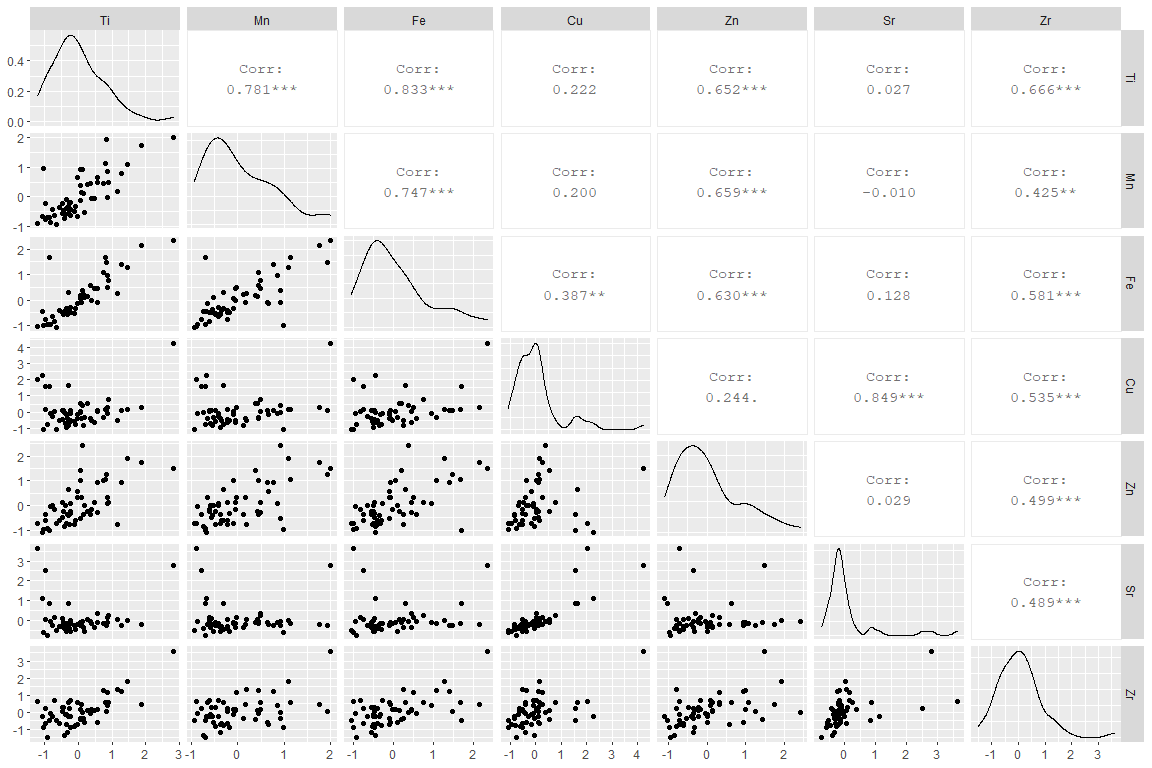 Ti Mn Fe Cu Zn Sr Zr
Corr: Corr: Corr: Corr: Corr: Corr:
0.781*** 0.833*** 0.222 0.652*** 0.027 0.666***
Ti
0.4
0.2
0.0
Corr: Corr: Corr: Corr: Corr:
0.747*** 0.200 0.659*** -0.010 0.425**
Mn
2
1
0
-1
Corr: Corr: Corr: Corr:
0.387** 0.630*** 0.128 0.581***
Fe
2
1
0
-1
Corr: Corr: Corr:
0.244. 0.849*** 0.535***
Cu
4
3
2
1
0
-1
Corr: Corr:
0.029 0.499***
Zn
2
1
0
-1
Corr:
0.489***
Sr
3
2
1
0
Zr
3
2
1
0
-1
-1 0 1 2 3 0 1 2 -1 0 1 2 -1 0 1 2 3 4 -1 0 1 2 0 1 2 3 -1 0 1 2 3